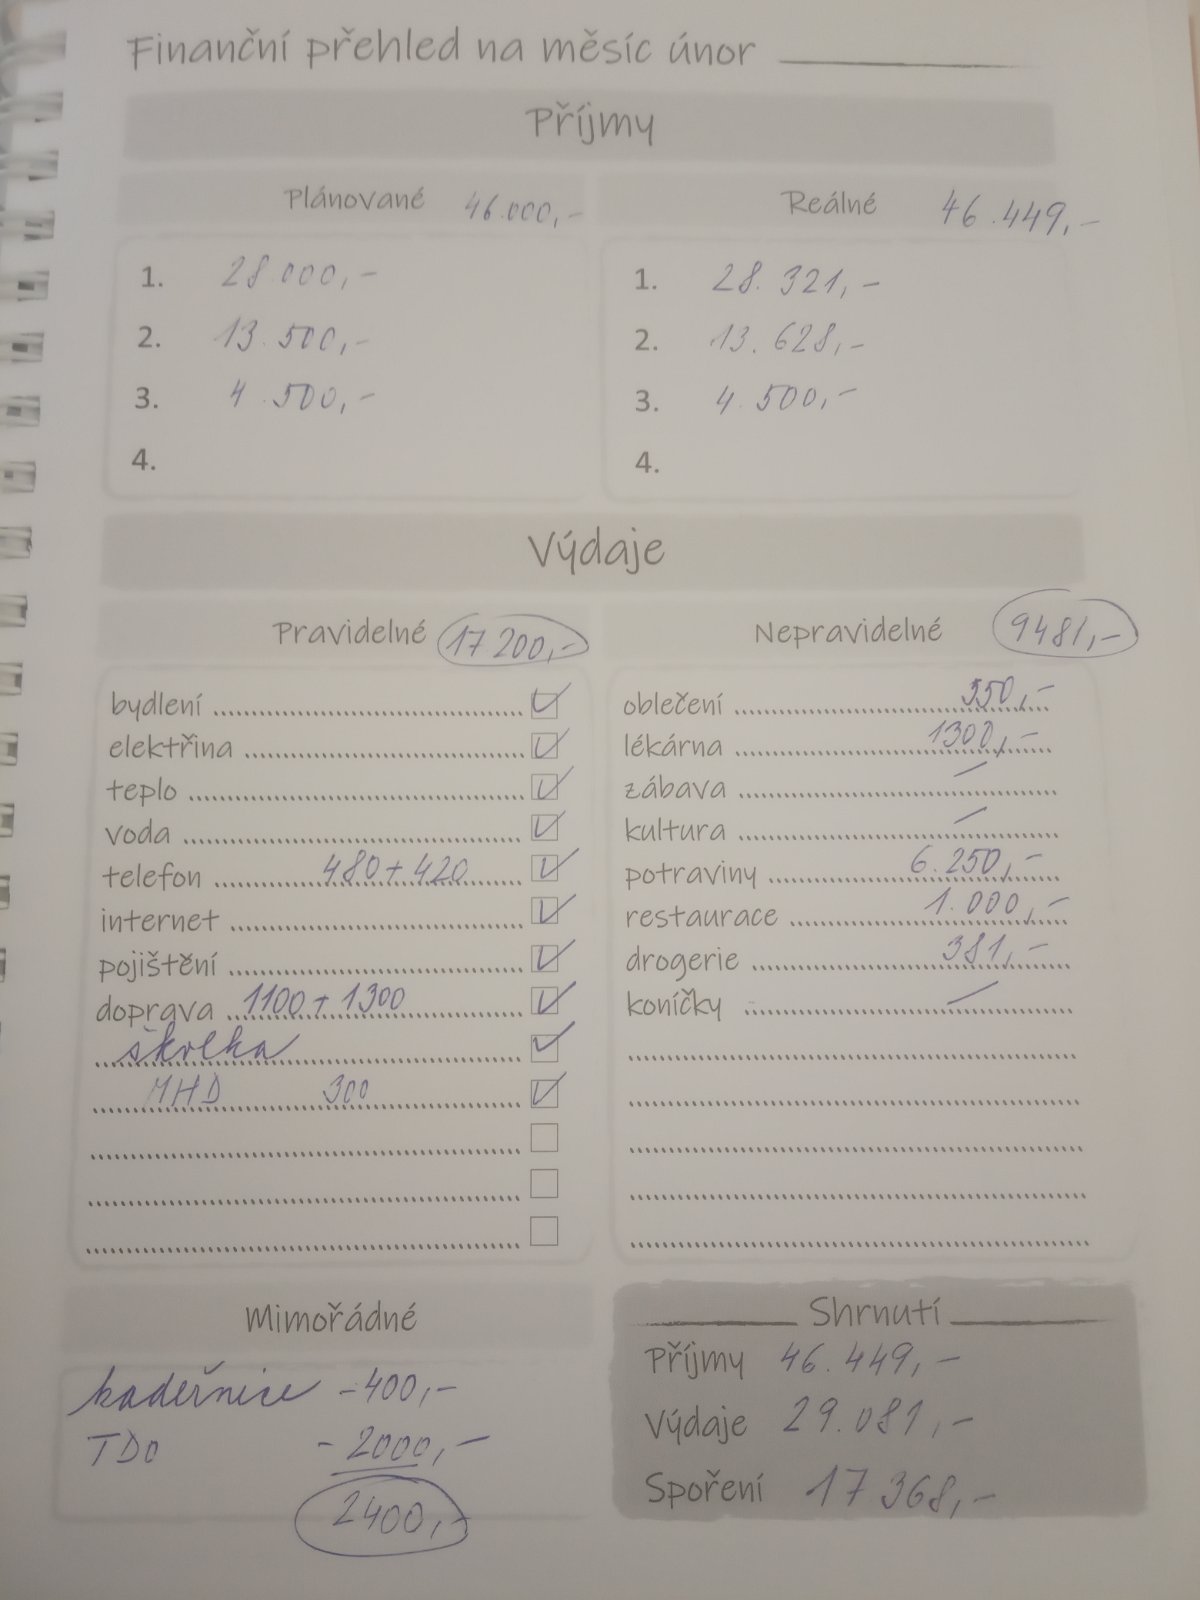 Finanční přehled na měsíc únor
Příjmy
Plánované 46.000,-
1. 28.000,-
2. 13.500,-
3. 4.500,-
4.
Reálné 46.449,-
1. 28.321,-
2. 13.628,-
3. 4.500,-
4.
Výdaje
Pravidelné 17.200,-
bydlení
elektřina
teplo
voda
telefon 480 + 420
internet
pojištění
doprava 1100 + 1300
školka
MHD 300
Nepravidelné 9481,-
oblečení 550,-
lékárna 1300,-
zábava –
kultura –
potraviny 6.250,-
restaurace 1.000,-
drogerie 381,-
koníčky –
Mimořádné
kadeřnice -400,-
TDO - 2000,-
2400,-
Shrnutí
Příjmy 46.449,-
Výdaje 29.081,-
Spoření 17 368,-